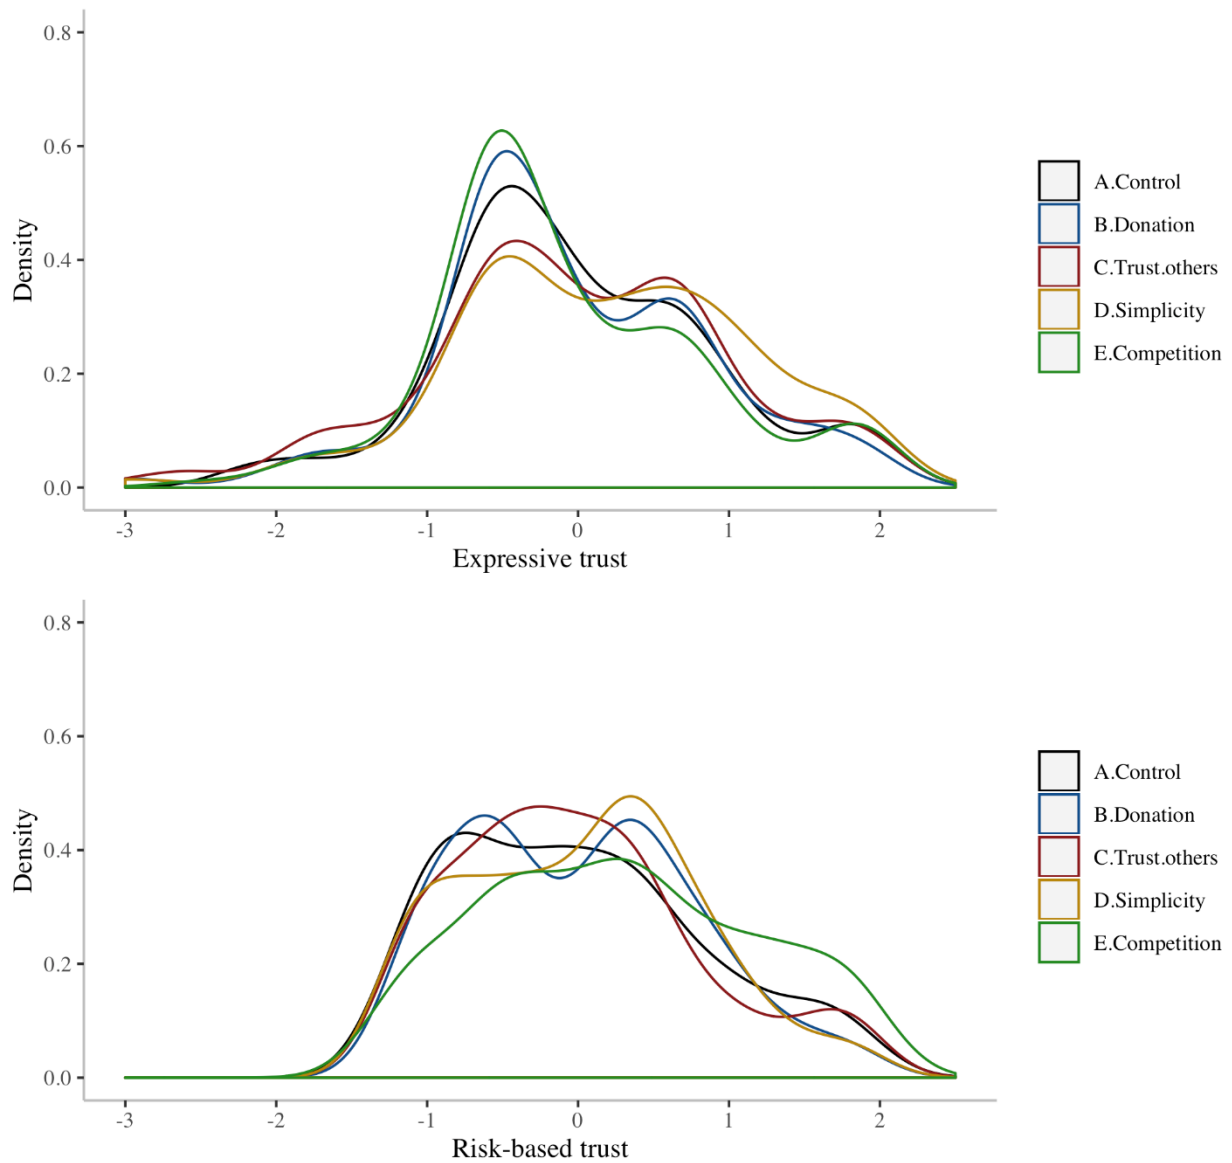 0.8
0.6
0.4
0.2
0.0
Density
-3 -2 -1 0 1 2
Expressive trust
A.Control
B.Donation
C.Trust.others
D.Simplicity
E.Competition
0.8
0.6
0.4
0.2
0.0
Density
-3 -2 -1 0 1 2
Risk-based trust
A.Control
B.Donation
C.Trust.others
D.Simplicity
E.Competition